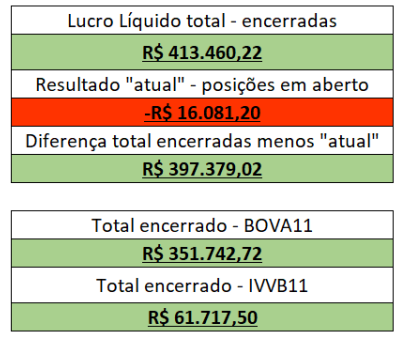 Lucro Líquido total - encerradas
R$ 413.460,22
Resultado "atual" - posições em aberto
-R$ 16.081,20
Diferença total encerradas menos "atual"
R$ 397.379,02
Total encerrado - BOVA11
R$ 351.742,72
Total encerrado - IVVB11
R$ 61.717,50